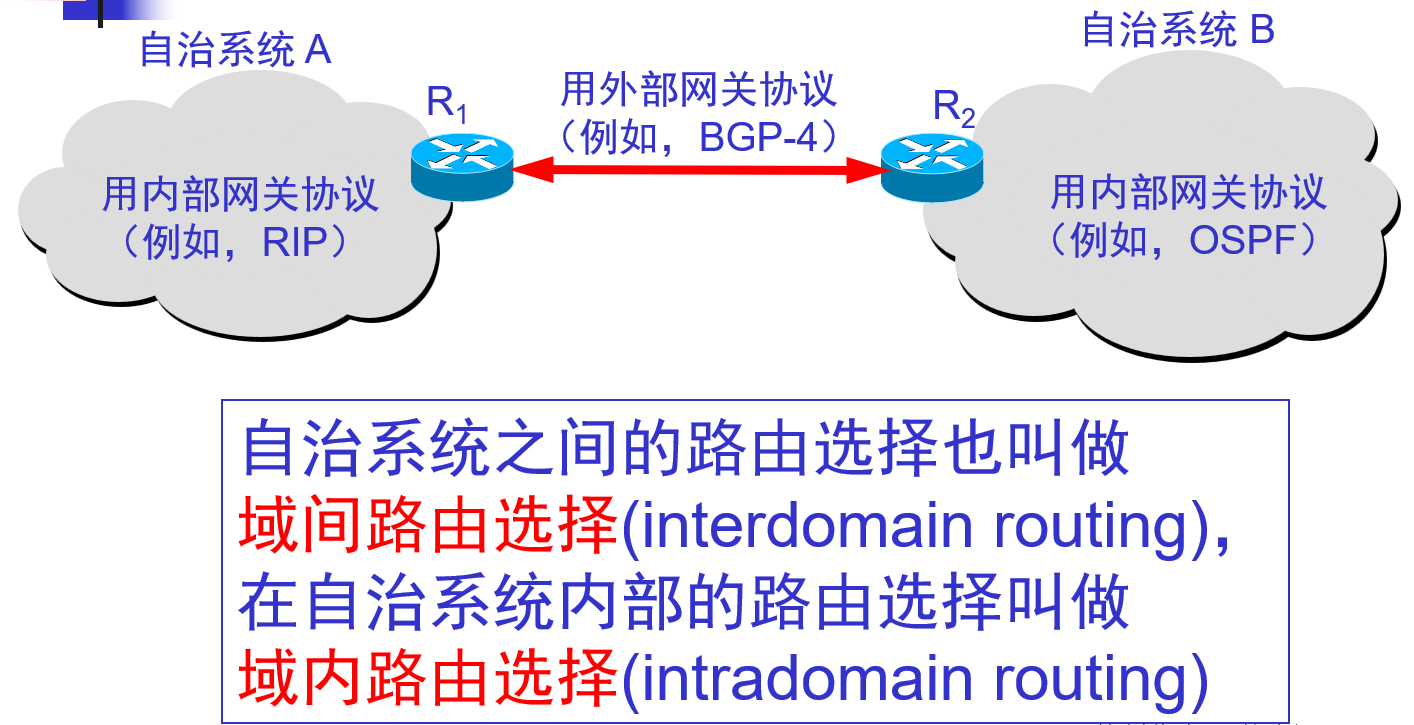 自治系统 A
自治系统 B
R1
用外部网关协议
（例如，BGP-4）
R2
用内部网关协议
（例如，RIP）
用内部网关协议
（例如，OSPF）
自治系统之间的路由选择也叫做
域间路由选择(interdomain routing),
在自治系统内部的路由选择叫做
域内路由选择(intradomain routing)